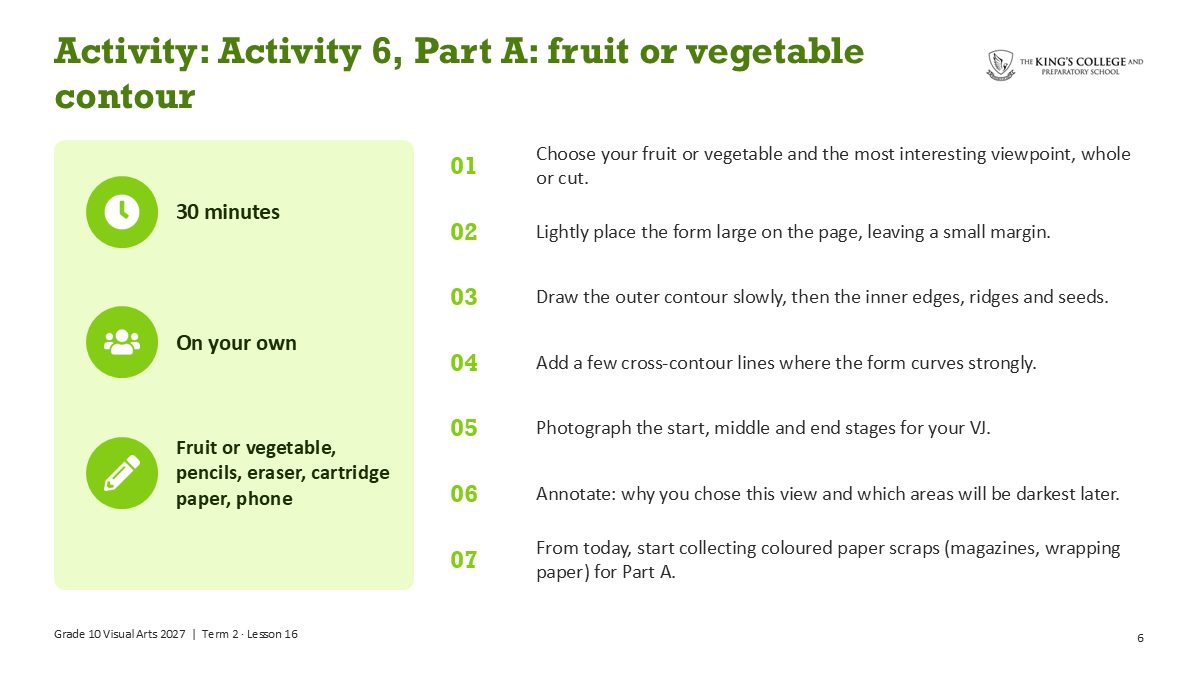 Activity: Activity 6, Part A: fruit or vegetable
contour
THE KING'S COLLEGE AND
PREPARATORY SCHOOL
30 minutes
On your own
Fruit or vegetable,
pencils, eraser, cartridge
paper, phone
01
Choose your fruit or vegetable and the most interesting viewpoint, whole
or cut.
02
Lightly place the form large on the page, leaving a small margin.
03
Draw the outer contour slowly, then the inner edges, ridges and seeds.
04
Add a few cross-contour lines where the form curves strongly.
05
Photograph the start, middle and end stages for your VJ.
06
Annotate: why you chose this view and which areas will be darkest later.
07
From today, start collecting coloured paper scraps (magazines, wrapping
paper) for Part A.
Grade 10 Visual Arts 2027 | Term 2 · Lesson 16
6